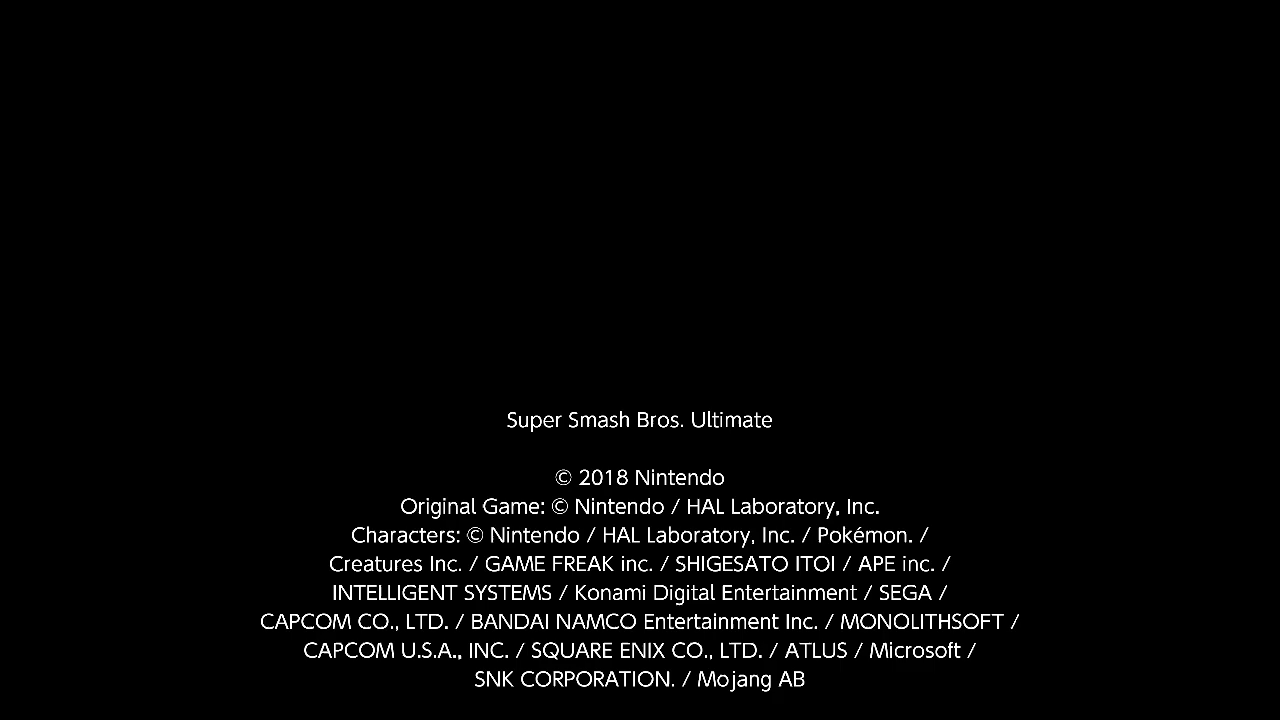 Super Smash Bros. Ultimate
© 2018 Nintendo
Original Game: © Nintendo / HAL Laboratory, Inc.
Characters: © Nintendo / HAL Laboratory, Inc. / Pokémon. /
Creatures Inc. / GAME FREAK inc. / SHIGESATO ITOI / APE inc. /
INTELLIGENT SYSTEMS / Konami Digital Entertainment / SEGA /
CAPCOM CO., LTD. / BANDAI NAMCO Entertainment Inc. / MONOLITHSOFT /
CAPCOM U.S.A., INC. / SQUARE ENIX CO., LTD. / ATLUS / Microsoft /
SNK CORPORATION. / Mojang AB